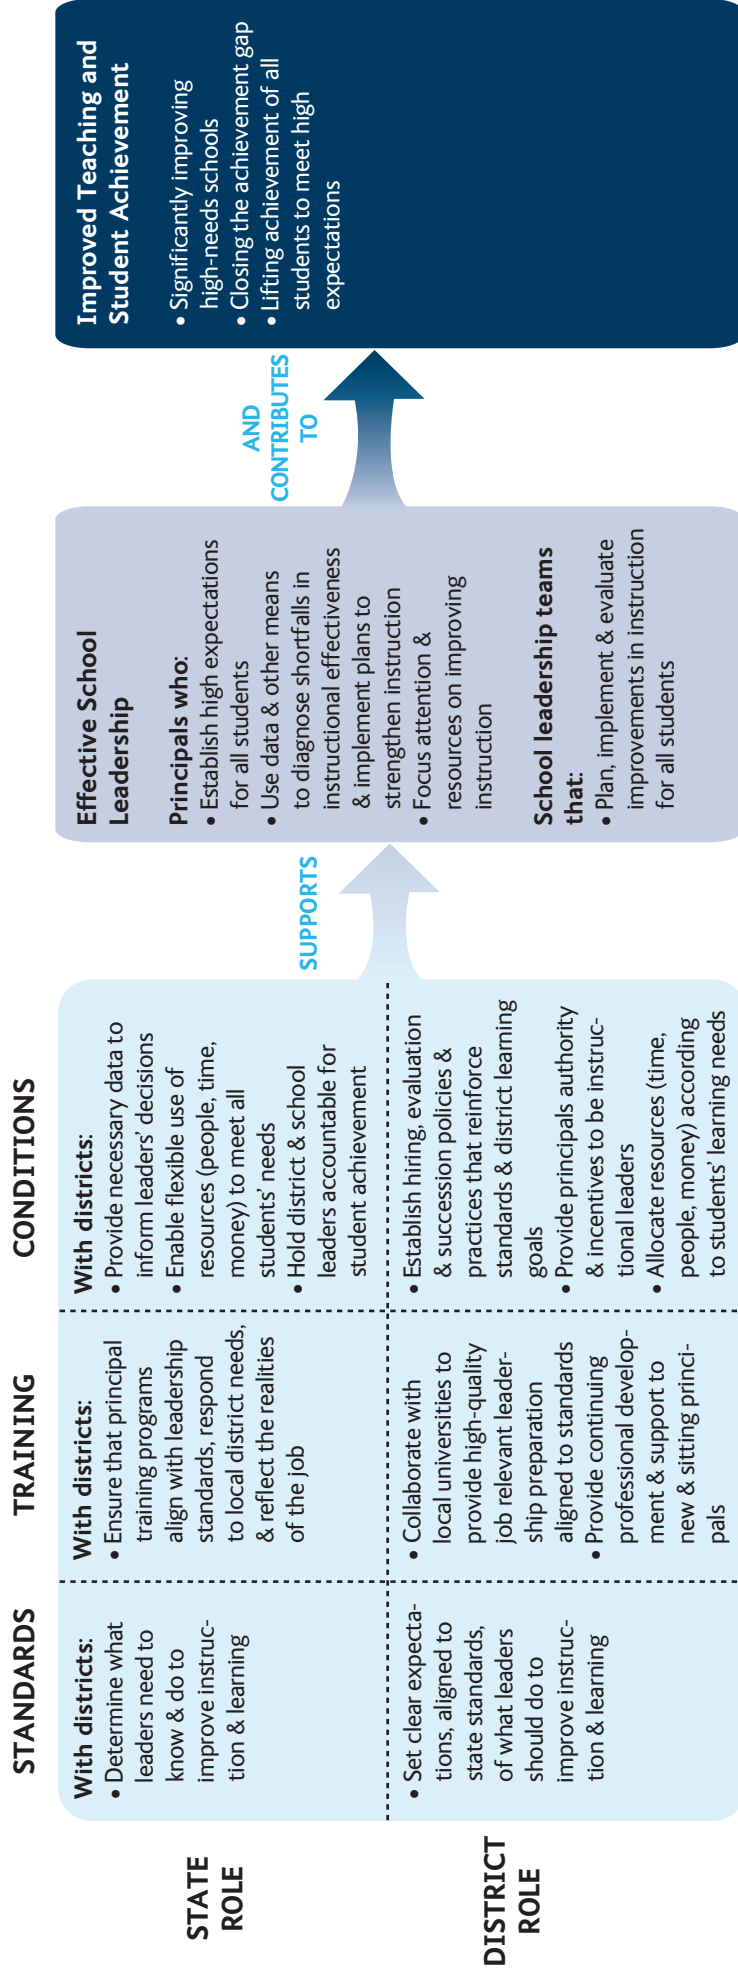 STANDARDS
TRAINING
CONDITIONS
STATE
ROLE
With districts:
• Determine what
leaders need to
know & do to
improve instruc-
tion & learning
With districts:
• Ensure that principal
training programs
align with leadership
standards, respond
to local district needs,
& reflect the realities
of the job
With districts:
• Provide necessary data to
inform leaders’ decisions
• Enable flexible use of
resources (people, time,
money) to meet all
students’ needs
• Hold district & school
leaders accountable for
student achievement
DISTRICT
ROLE
• Set clear expecta-
tions, aligned to
state standards,
of what leaders
should do to
improve instruc-
tion & learning
• Collaborate with
local universities to
provide high-quality
job relevant leader-
ship preparation
aligned to standards
• Provide continuing
professional develop-
ment & support to
new & sitting princi-
pals
• Establish hiring, evaluation
& succession policies &
practices that reinforce
standards & district learning
goals
• Provide principals authority
& incentives to be instruc-
tional leaders
• Allocate resources (time,
people, money) according
to students’ learning needs
SUPPORTS
Effective School
Leadership
Principals who:
• Establish high expectations
for all students
• Use data & other means
to diagnose shortfalls in
instructional effectiveness
& implement plans to
strengthen instruction
• Focus attention &
resources on improving
instruction
School leadership teams
that:
• Plan, implement & evaluate
improvements in instruction
for all students
AND
CONTRIBUTES
TO
Improved Teaching and
Student Achievement
• Significantly improving
high-needs schools
• Closing the achievement gap
• Lifting achievement of all
students to meet high
expectations